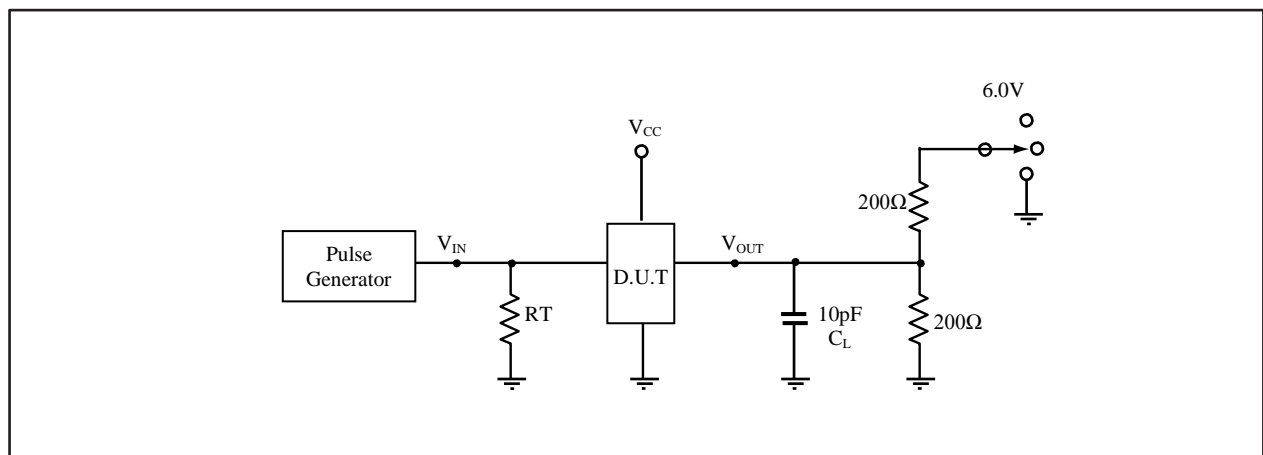 6.0V
VCC
200Ω
Pulse
Generator
VIN
D.U.T
VOUT
RT
10pF
CL
200Ω